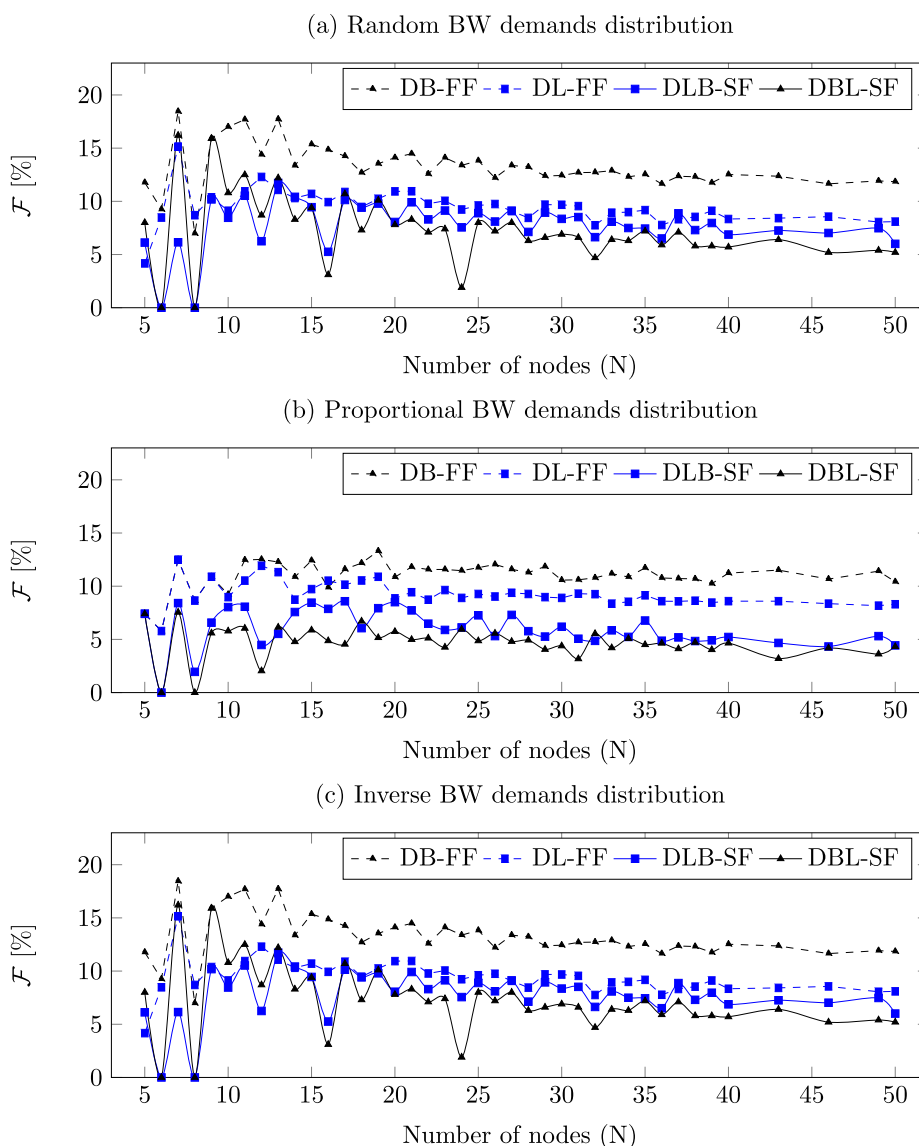 (a) Random BW demands distribution
DB-FF DL-FF DLB-SF DBL-SF
20
15
10
5
0
ℱ [%]
5 10 15 20 25 30 35 40 45 50
Number of nodes (N)
(b) Proportional BW demands distribution
DB-FF DL-FF DLB-SF DBL-SF
20
15
10
5
0
ℱ [%]
5 10 15 20 25 30 35 40 45 50
Number of nodes (N)
(c) Inverse BW demands distribution
DB-FF DL-FF DLB-SF DBL-SF
20
15
10
5
0
ℱ [%]
5 10 15 20 25 30 35 40 45 50
Number of nodes (N)